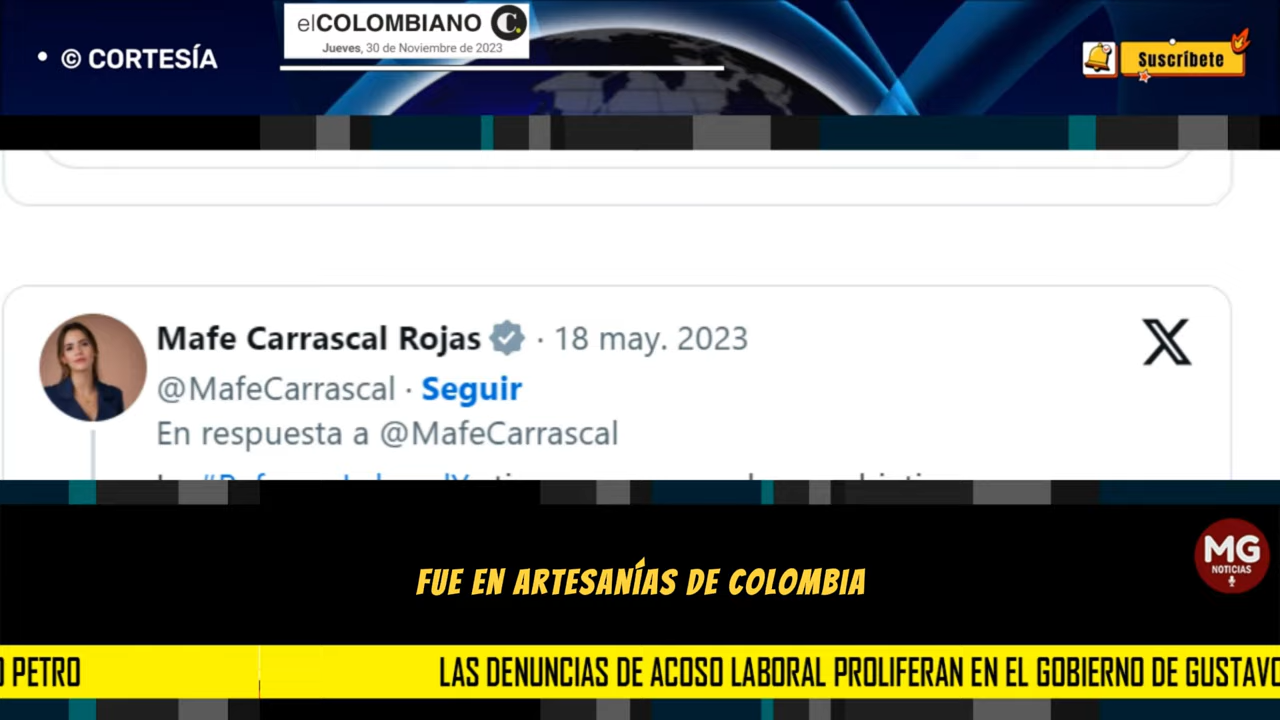 • © CORTESÍA
elCOLOMBIANO C.
Jueves, 30 de Noviembre de 2023
Suscríbete
Mafe Carrascal Rojas · 18 may. 2023
X
@MafeCarrascal · Seguir
En respuesta a @MafeCarrascal
FUE EN ARTESANÍAS DE COLOMBIA
MG
NOTICIAS
O PETRO
LAS DENUNCIAS DE ACOSO LABORAL PROLIFERAN EN EL GOBIERNO DE GUSTAVO